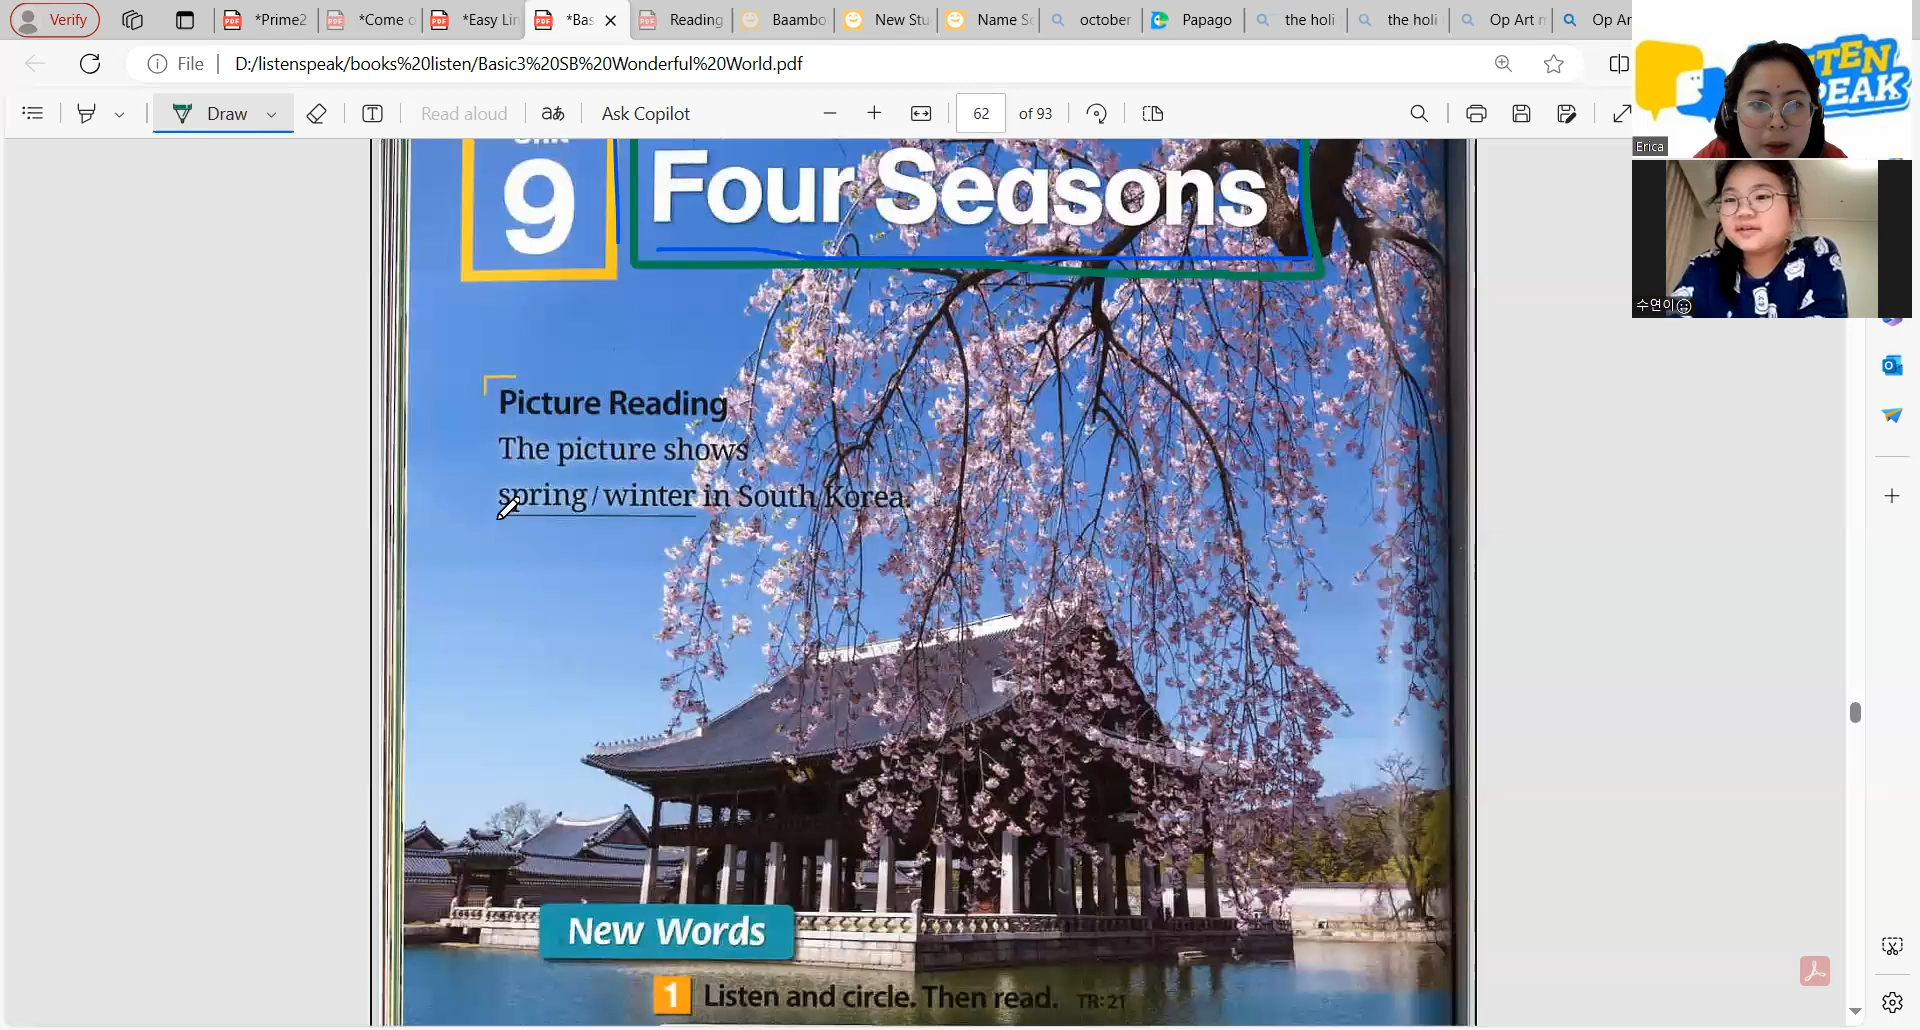 Verify
*Prime2
*Come o
*Easy Lin
*Bas
Reading
Baambo
New Stu
Name Se
october
Papago
the holi
the holi
Op Art m
Op Ar
File
D:/listenspeak/books%20listen/Basic3%20SB%20Wonderful%20World.pdf
Draw
Read aloud
aあ
Ask Copilot
62 of 93
Erica
수연이
9
Four Seasons
Picture Reading
The picture shows
spring / winter in South Korea.
New Words
1 Listen and circle. Then read. TR: 21